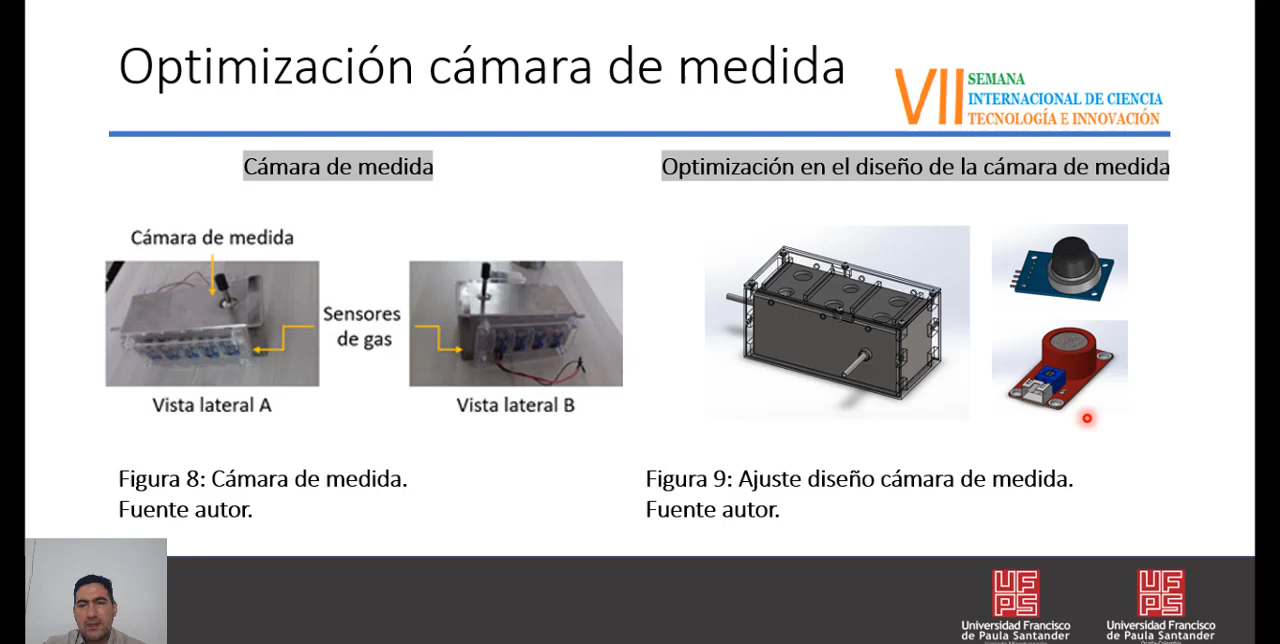 Optimización cámara de medida
VII
SEMANA
INTERNACIONAL DE CIENCIA
TECNOLOGÍA E INNOVACIÓN
Cámara de medida
Optimización en el diseño de la cámara de medida
Cámara de medida
Sensores
de gas
Vista lateral A
Vista lateral B
Figura 8: Cámara de medida.
Fuente autor.
Figura 9: Ajuste diseño cámara de medida.
Fuente autor.
UFPS
Universidad Francisco
de Paula Santander
UFPS
Universidad Francisco
de Paula Santander